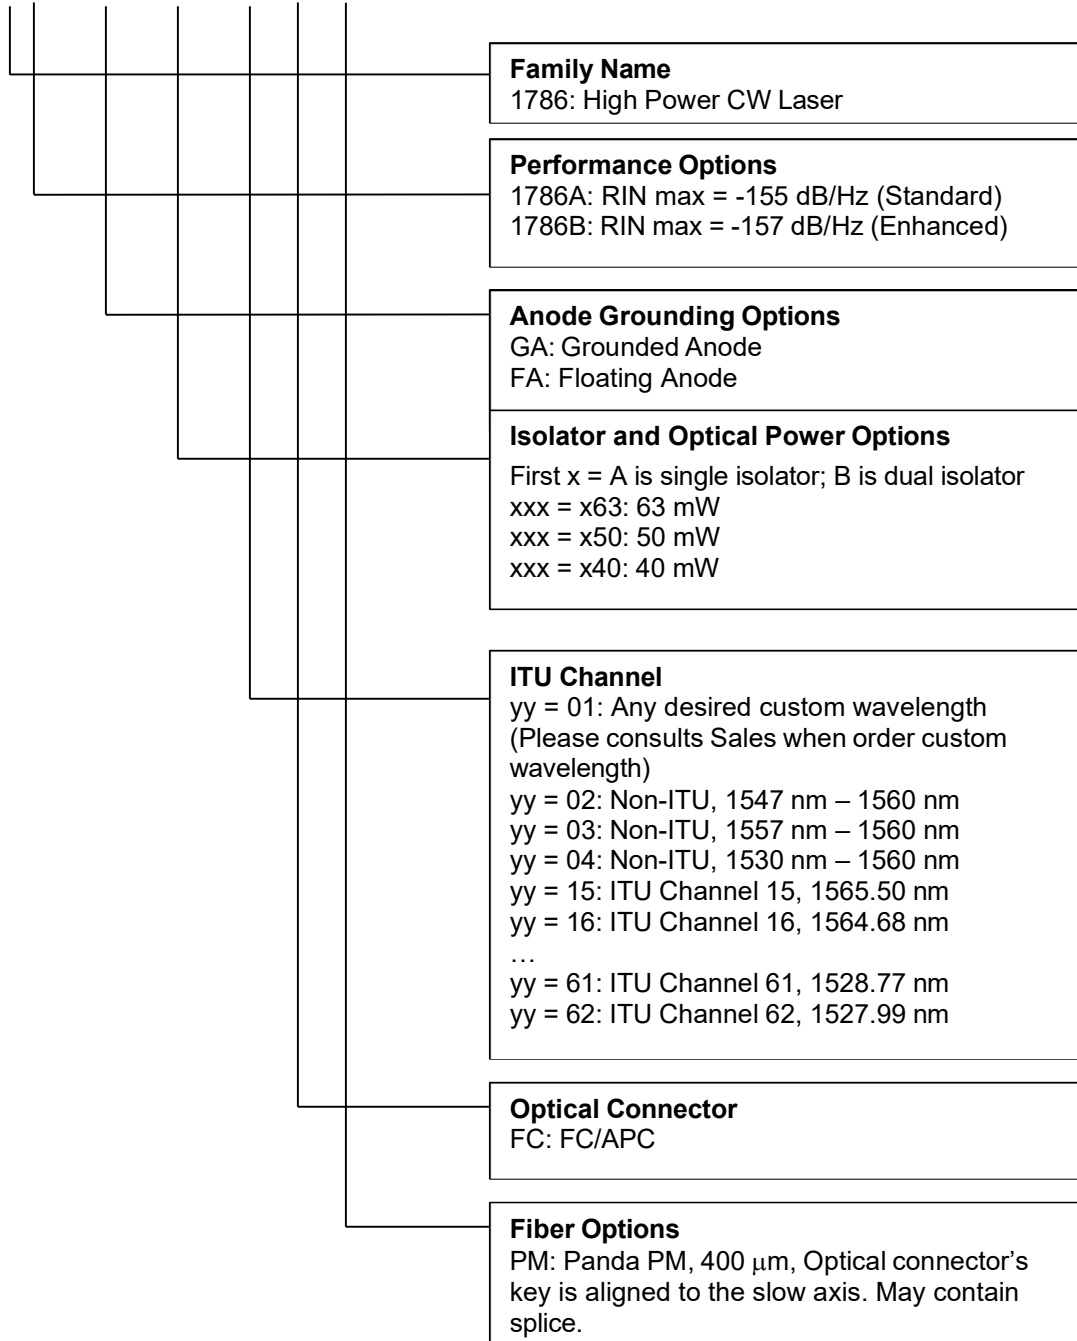 Family Name
1786: High Power CW Laser
Performance Options
1786A: RIN max = -155 dB/Hz (Standard)
1786B: RIN max = -157 dB/Hz (Enhanced)
Anode Grounding Options
GA: Grounded Anode
FA: Floating Anode
Isolator and Optical Power Options
First x = A is single isolator; B is dual isolator
xxx = x63: 63 mW
xxx = x50: 50 mW
xxx = x40: 40 mW
ITU Channel
yy = 01: Any desired custom wavelength
(Please consults Sales when order custom
wavelength)
yy = 02: Non-ITU, 1547 nm – 1560 nm
yy = 03: Non-ITU, 1557 nm – 1560 nm
yy = 04: Non-ITU, 1530 nm – 1560 nm
yy = 15: ITU Channel 15, 1565.50 nm
yy = 16: ITU Channel 16, 1564.68 nm
…
yy = 61: ITU Channel 61, 1528.77 nm
yy = 62: ITU Channel 62, 1527.99 nm
Optical Connector
FC: FC/APC
Fiber Options
PM: Panda PM, 400 μm, Optical connector’s
key is aligned to the slow axis. May contain
splice.